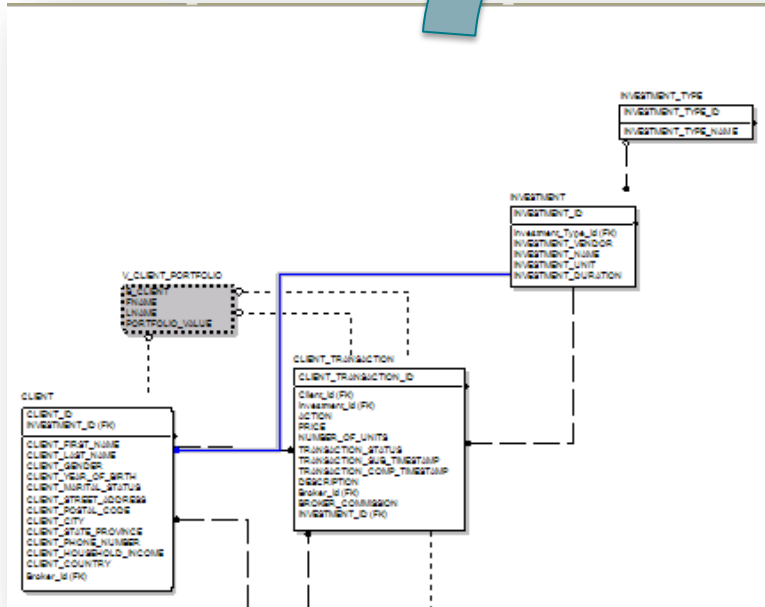 INVESTMENT_TYPE
INVESTMENT_TYPE_ID
INVESTMENT_TYPE_NAME
INVESTMENT
INVESTMENT_ID
Investment_Type_Id (FK)
INVESTMENT_VENDOR
INVESTMENT_NAME
INVESTMENT_UNIT
INVESTMENT_DURATION
V_CLIENT_PORTFOLIO
FNAME
LNAME
PORTFOLIO_VALUE
CLIENT_TRANSACTION
CLIENT_TRANSACTION_ID
Client_Id (FK)
Investment_Id (FK)
ACTION
PRICE
NUMBER_OF_UNITS
TRANSACTION_STATUS
TRANSACTION_SUB_TIMESTAMP
TRANSACTION_COMP_TIMESTAMP
DESCRIPTION
Broker_Id (FK)
BROKER_COMMISSION
INVESTMENT_ID (FK)
CLIENT
CLIENT_ID
INVESTMENT_ID (FK)
CLIENT_FIRST_NAME
CLIENT_LAST_NAME
CLIENT_GENDER
CLIENT_YEAR_OF_BIRTH
CLIENT_MARITAL_STATUS
CLIENT_STREET_ADDRESS
CLIENT_POSTAL_CODE
CLIENT_CITY
CLIENT_STATE_PROVINCE
CLIENT_PHONE_NUMBER
CLIENT_HOUSEHOLD_INCOME
CLIENT_COUNTRY
Broker_Id (FK)